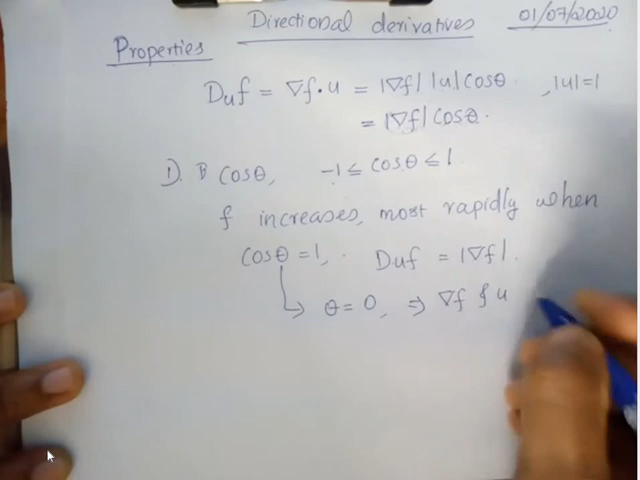 Directional derivatives 01/07/2020
Properties
Duf = ∇f • u = |∇f| |u| cosθ , |u|=1
= |∇f| cosθ.
1). cosθ, -1 ≤ cosθ ≤ 1
f increases, most rapidly when
cosθ = 1, Duf = |∇f|.
θ = 0, ⇒ ∇f & u